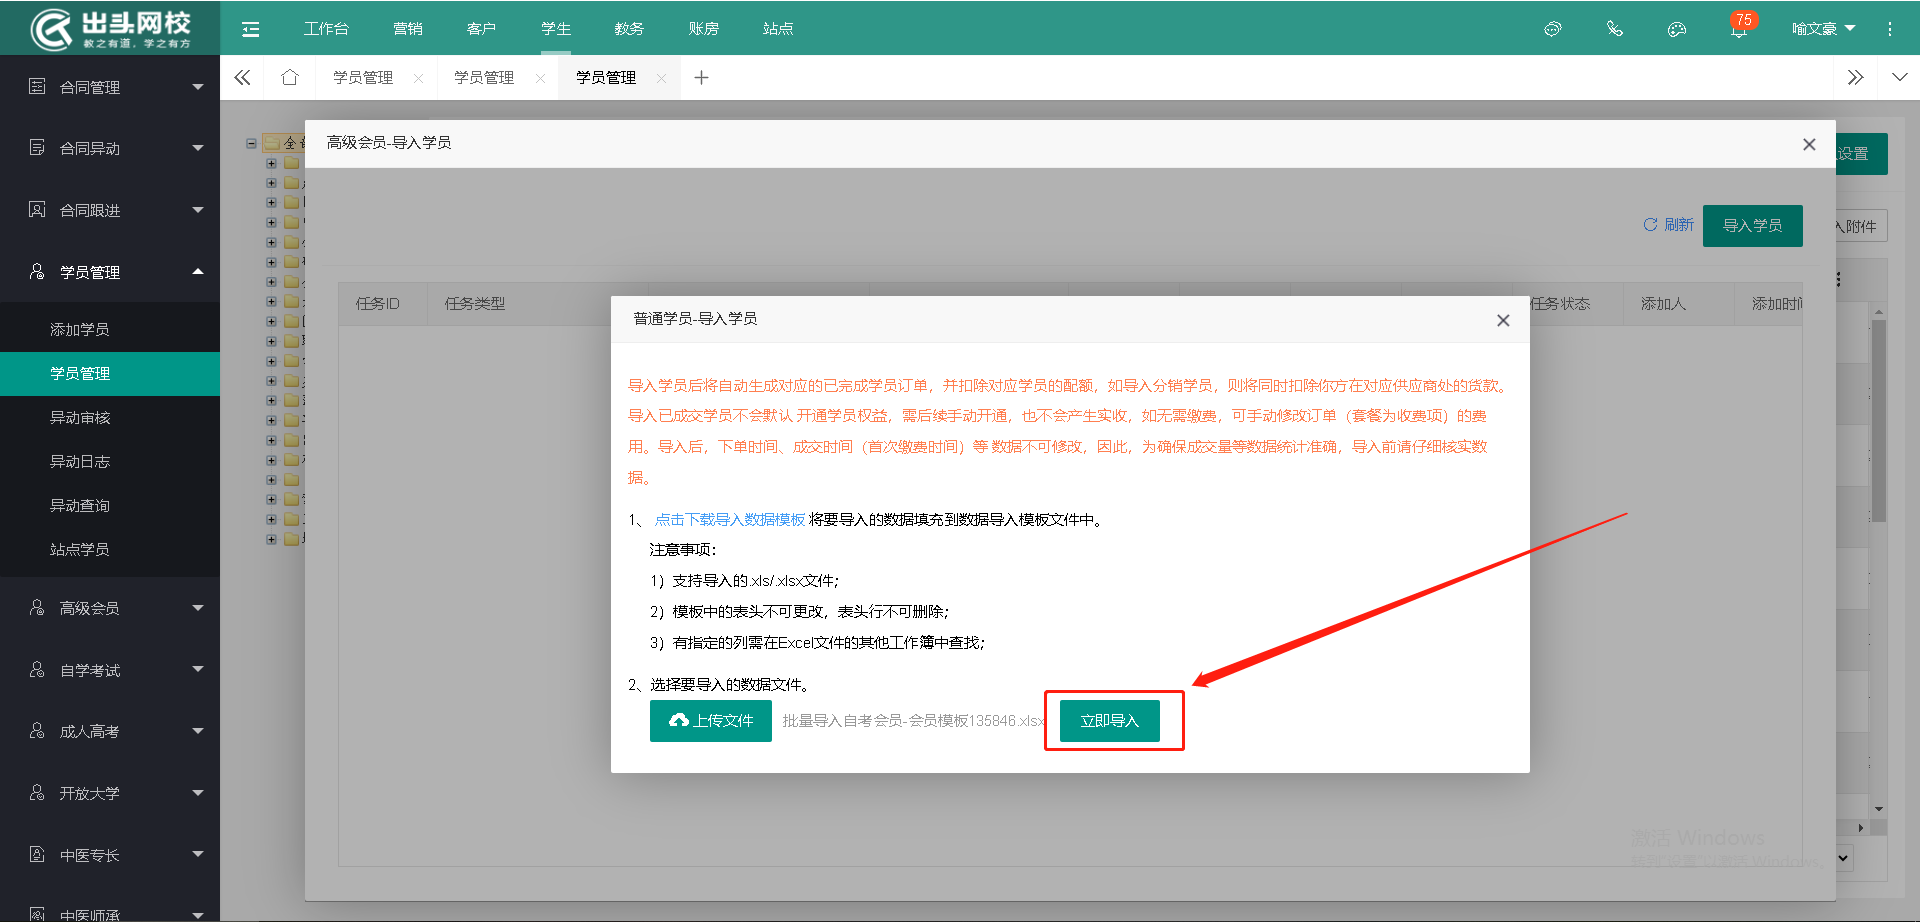 出头网校
教之有道，学之有方
工作台 营销 客户 学生 教务 账房 站点
75
喻文豪
学员管理 学员管理 学员管理
合同管理
合同异动
合同跟进
学员管理
添加学员
学员管理
异动审核
异动日志
异动查询
站点学员
高级会员
自学考试
成人高考
开放大学
中医专长
中医师承
高级会员-导入学员
设置
刷新 导入学员
入附件
任务ID 任务类型 任务状态 添加人 添加时间
普通学员-导入学员
导入学员后将自动生成对应的已完成学员订单，并扣除对应学员的配额，如导入分销学员，则将同时扣除你方在对应供应商处的货款。
导入已成交学员不会默认 开通学员权益，需后续手动开通，也不会产生实收，如无需缴费，可手动修改订单（套餐为收费项）的费
用。导入后，下单时间、成交时间（首次缴费时间）等 数据不可修改，因此，为确保成交量等数据统计准确，导入前请仔细核实数
据。
1、 点击下载导入数据模板 将要导入的数据填充到数据导入模板文件中。
注意事项：
1）支持导入的.xls/.xlsx文件；
2）模板中的表头不可更改，表头行不可删除；
3）有指定的列需在Excel文件的其他工作簿中查找；
2、选择要导入的数据文件。
上传文件 批量导入自考会员-会员模板135846.xlsx 立即导入
激活 Windows
转到"设置"以激活 Windows。